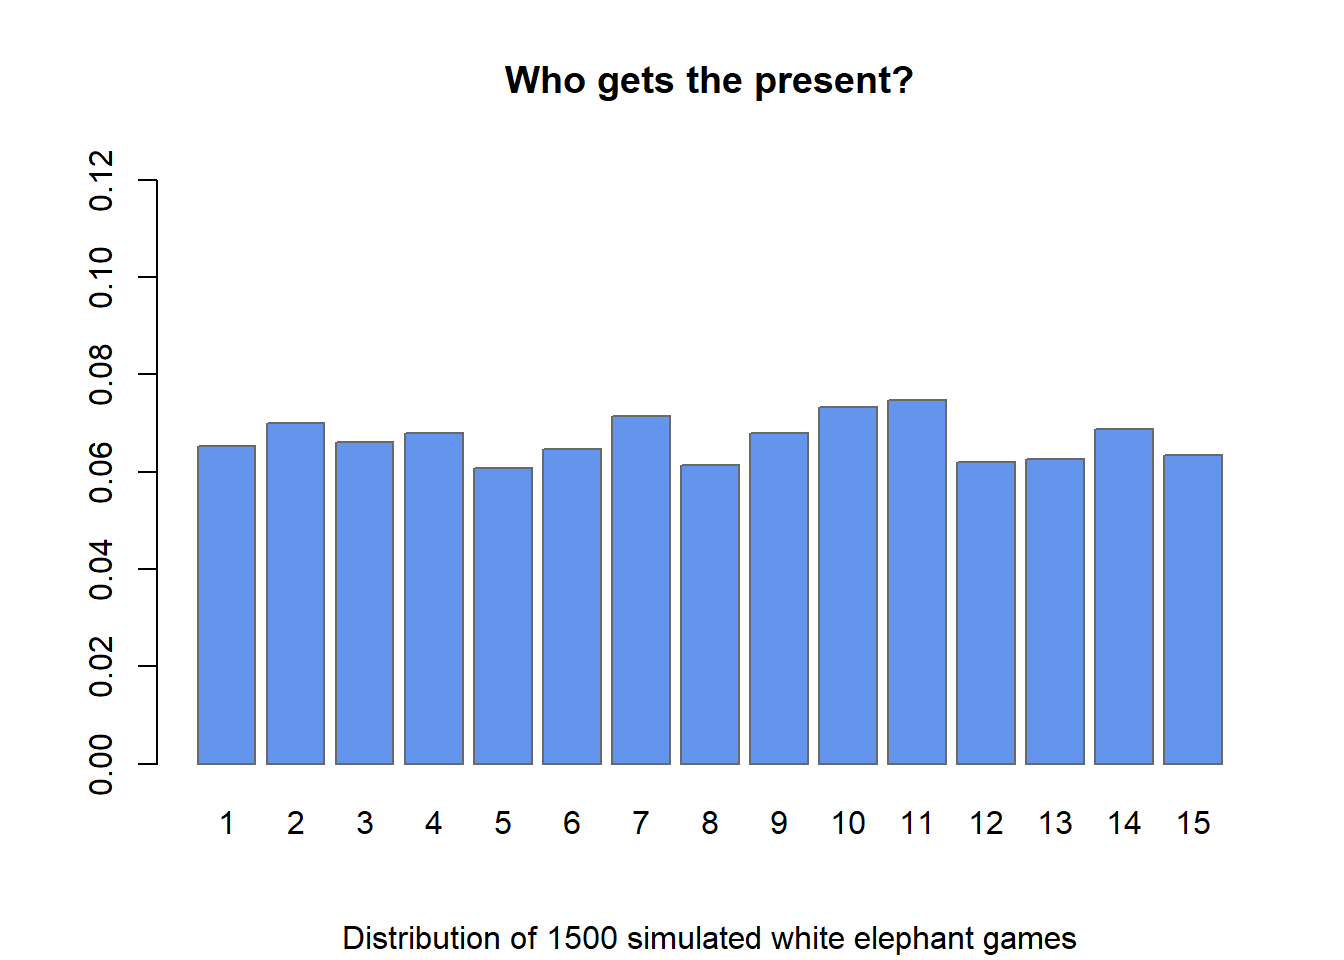 Who gets the present?
0.12
0.10
0.08
0.06
0.04
0.02
0.00
1 2 3 4 5 6 7 8 9 10 11 12 13 14 15
Distribution of 1500 simulated white elephant games